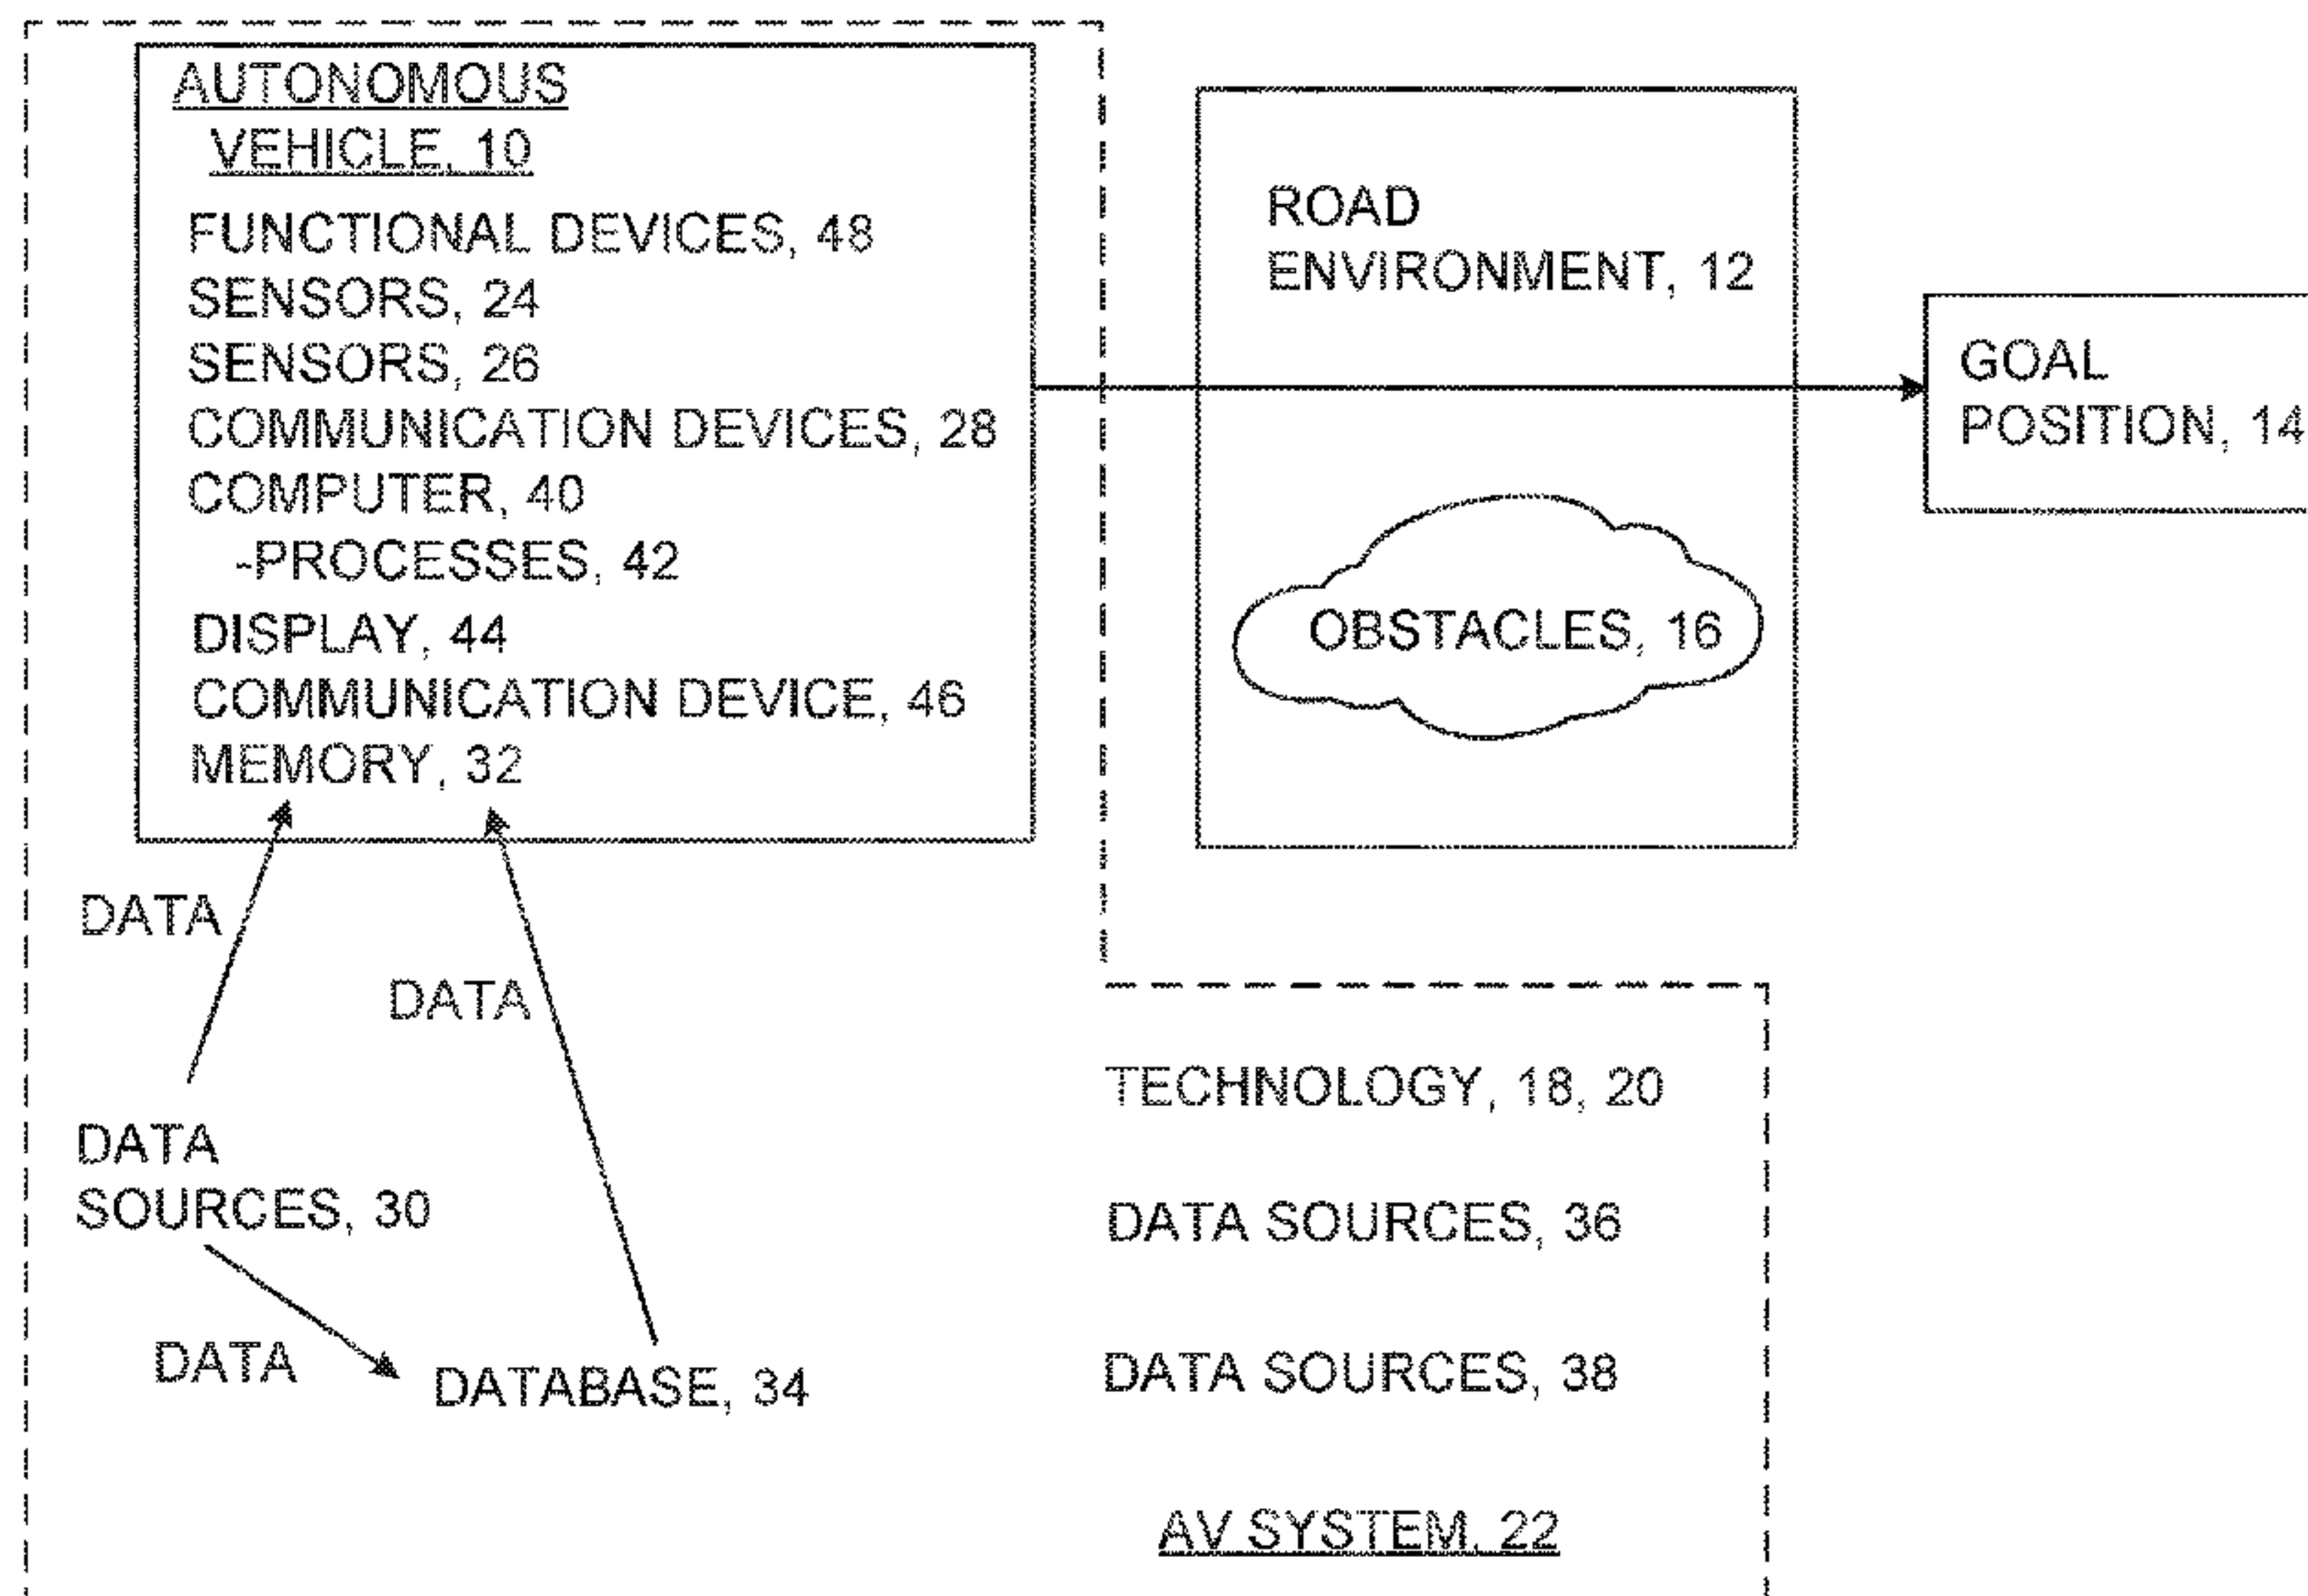 AUTONOMOUS
VEHICLE, 10
FUNCTIONAL DEVICES, 48
SENSORS, 24
SENSORS, 26
COMMUNICATION DEVICES, 28
COMPUTER, 40
-PROCESSES, 42
DISPLAY, 44
COMMUNICATION DEVICE, 46
MEMORY, 32
ROAD
ENVIRONMENT, 12
OBSTACLES, 16
GOAL
POSITION, 14
DATA
DATA
DATA
SOURCES, 30
DATA
DATABASE, 34
TECHNOLOGY, 18, 20
DATA SOURCES, 36
DATA SOURCES, 38
AV SYSTEM, 22